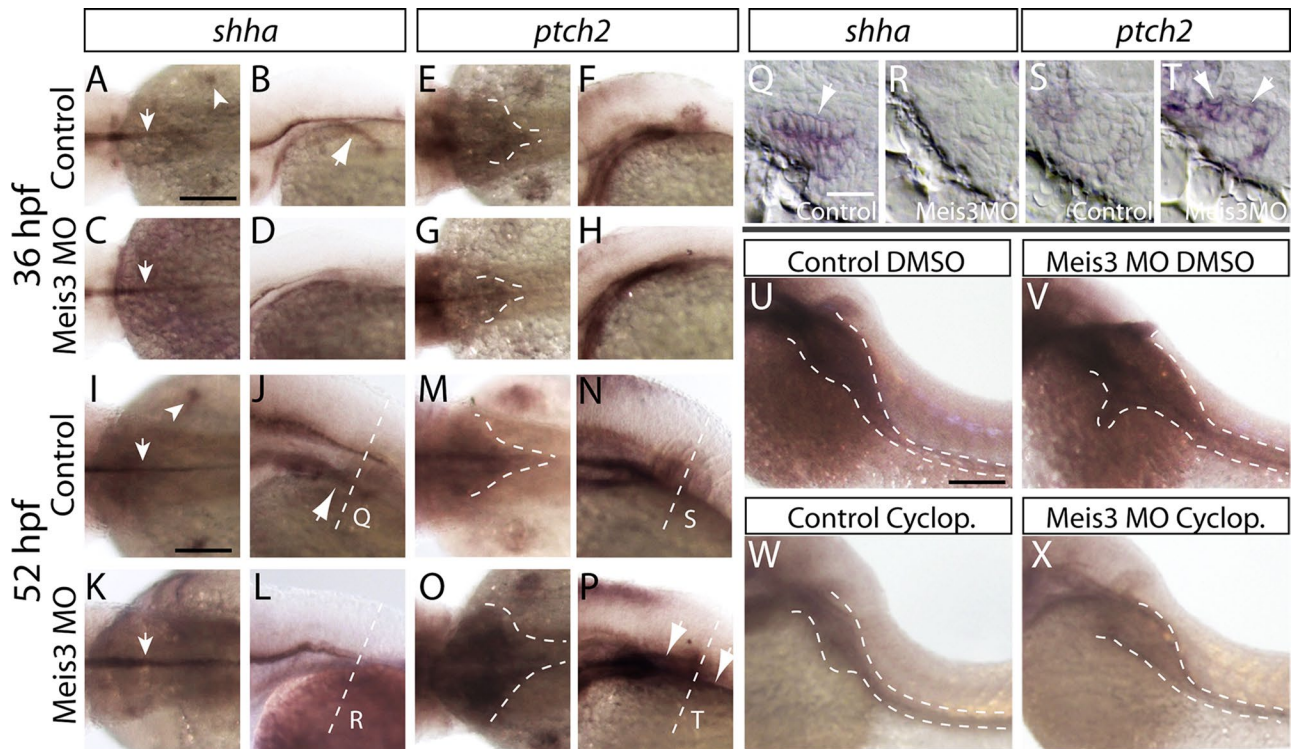 shha ptch2 shha ptch2
A B E F Q R S T
Control
Control Meis3MO Control Meis3MO
36 hpf
C D G H
Meis3 MO
Control DMSO Meis3 MO DMSO
U V
I J M N
Control
Q S
52 hpf
Control Cyclop. Meis3 MO Cyclop.
W X
K L O P
Meis3 MO
R T